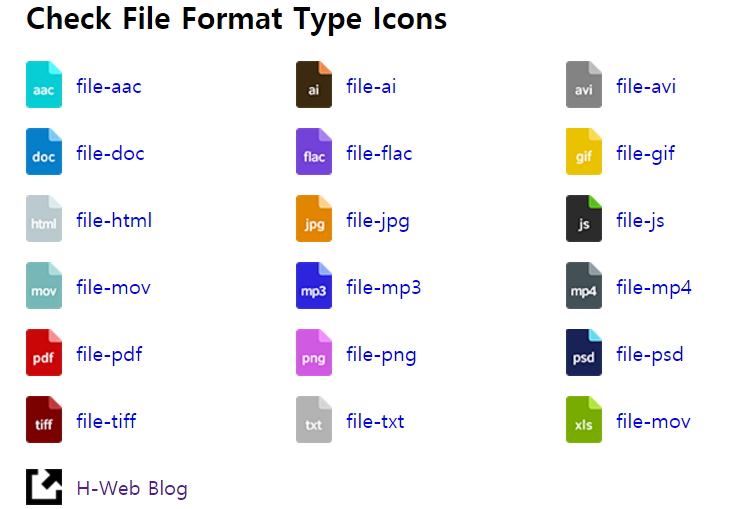 Check File Format Type Icons
aac file-aac ai file-ai avi file-avi
doc file-doc flac file-flac gif file-gif
html file-html jpg file-jpg js file-js
mov file-mov mp3 file-mp3 mp4 file-mp4
pdf file-pdf png file-png psd file-psd
tiff file-tiff txt file-txt xls file-mov
H-Web Blog